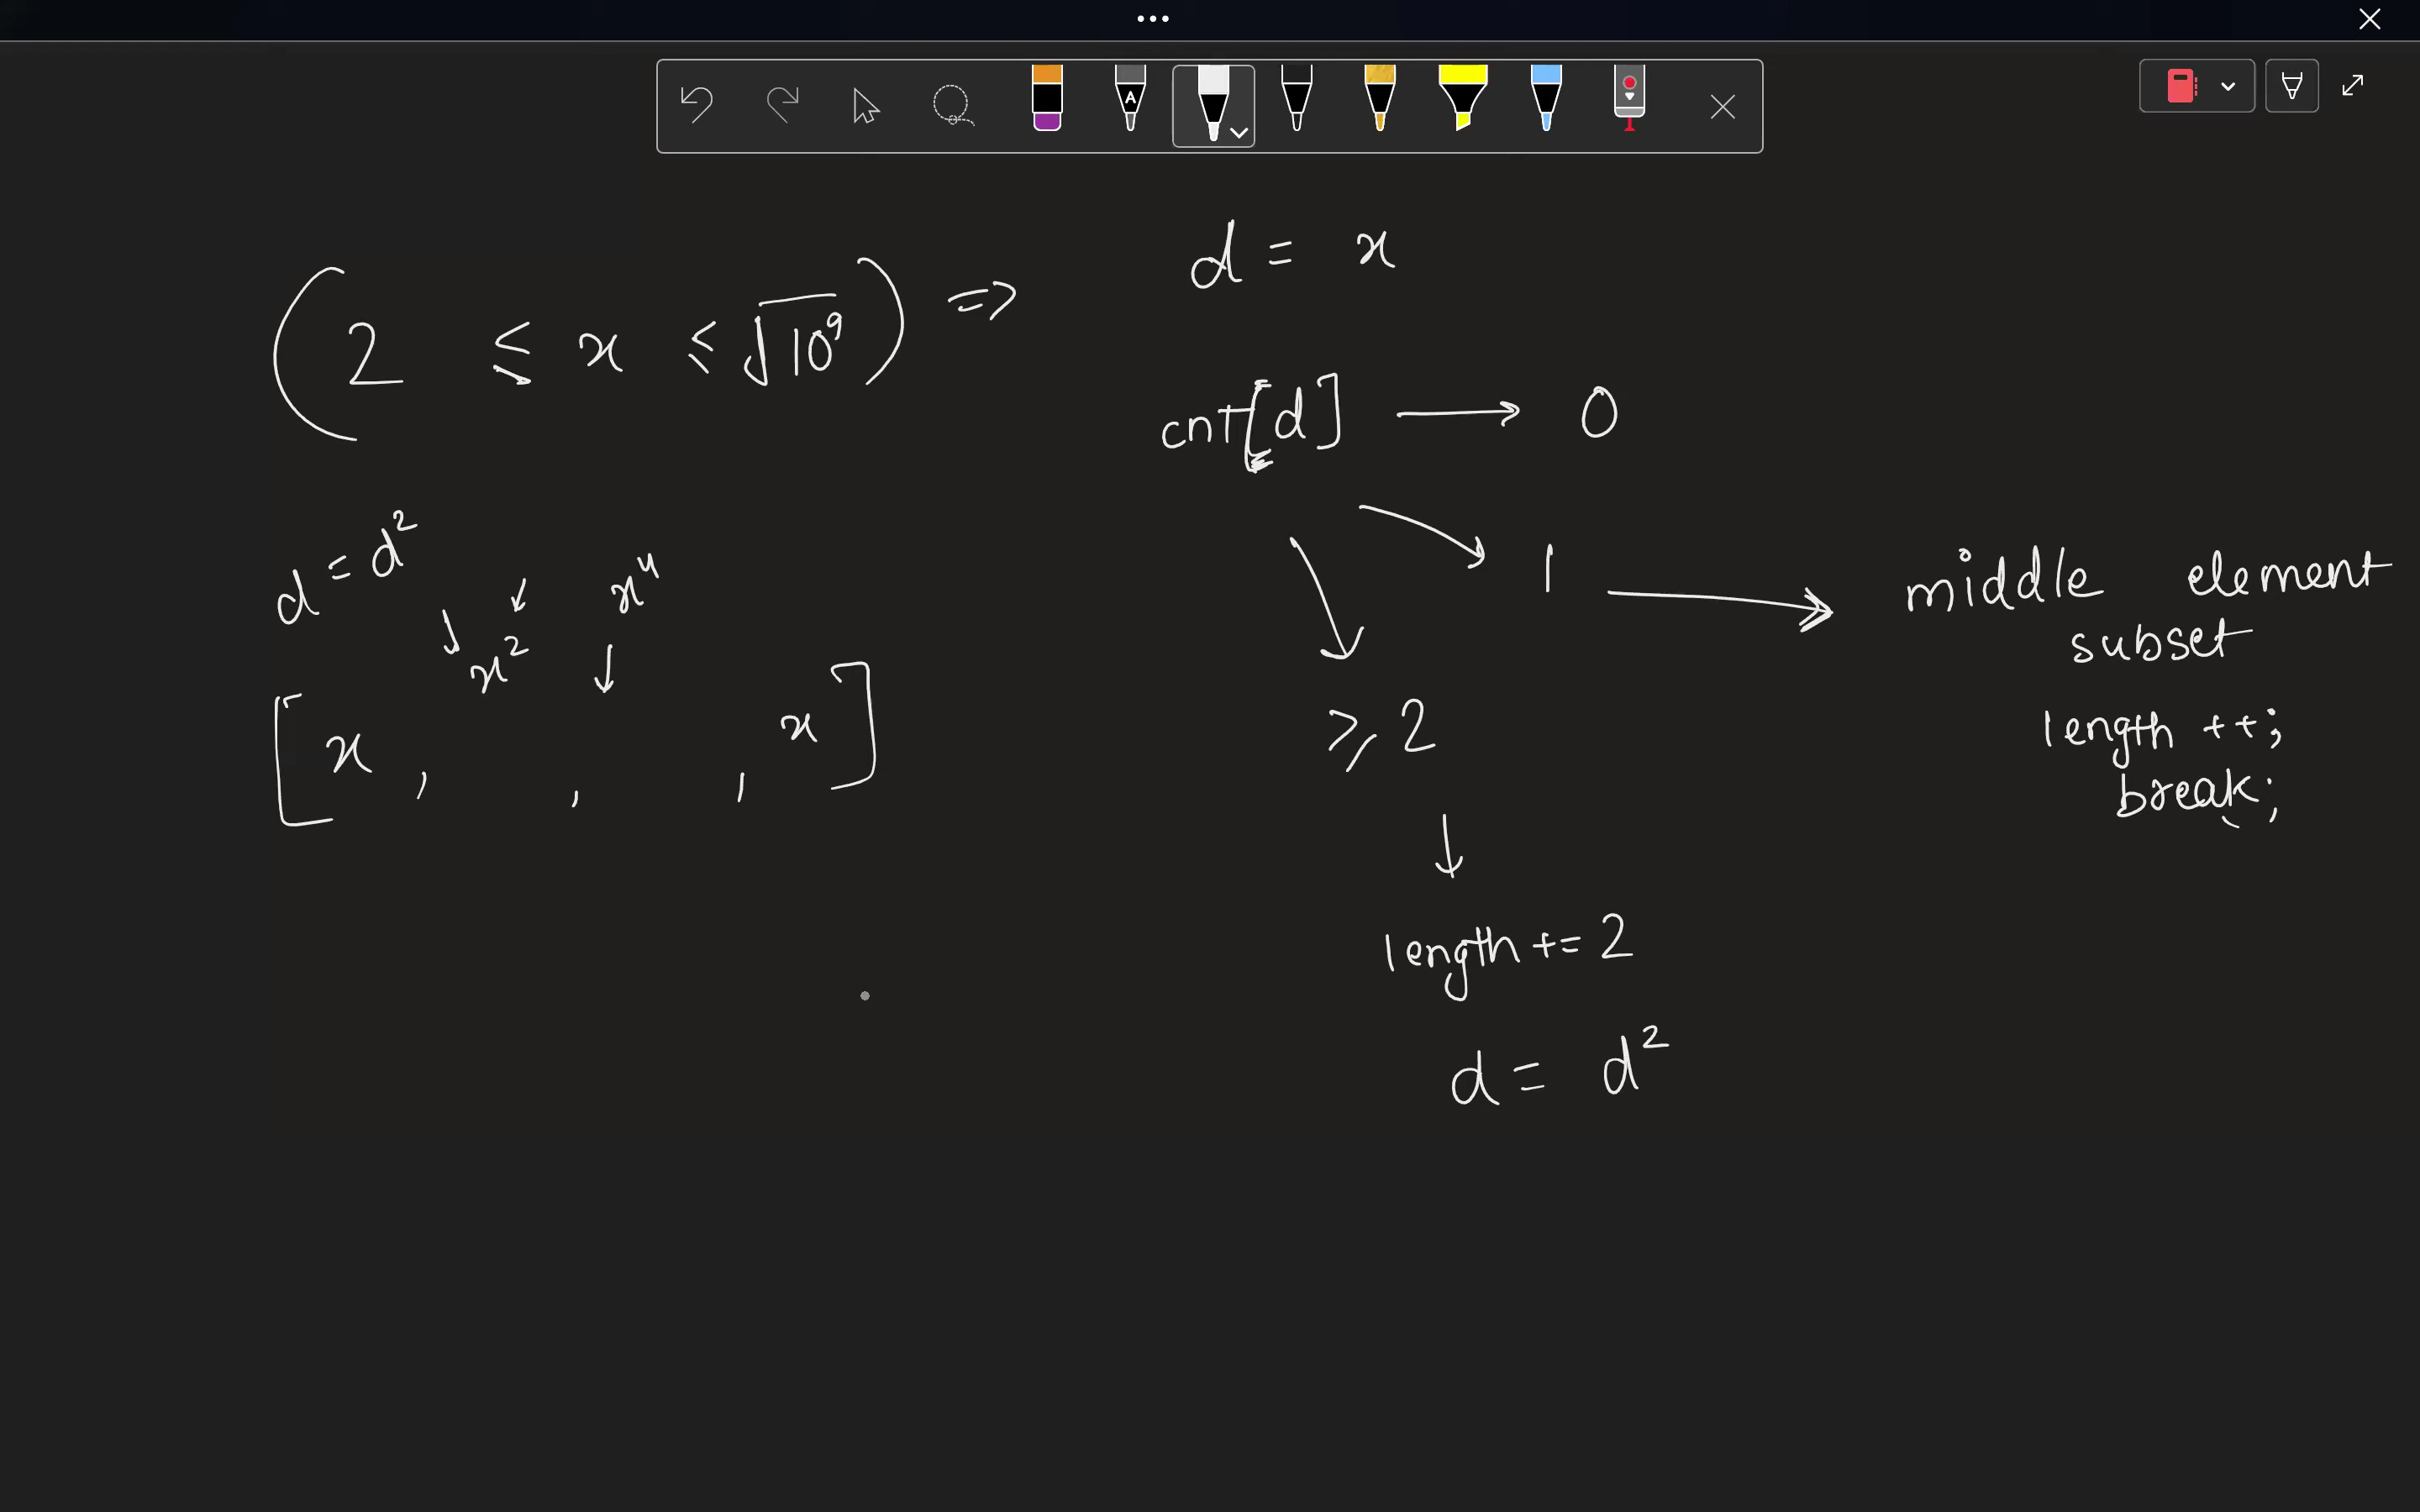 d = x
(2 ≤ x ≤ √10⁹) ⇒
cnt[d] → 0
d = d²
x⁴
1 → middle element
subset
x²
[x , , , x]
≥ 2
length ++;
break;
length += 2
d = d²